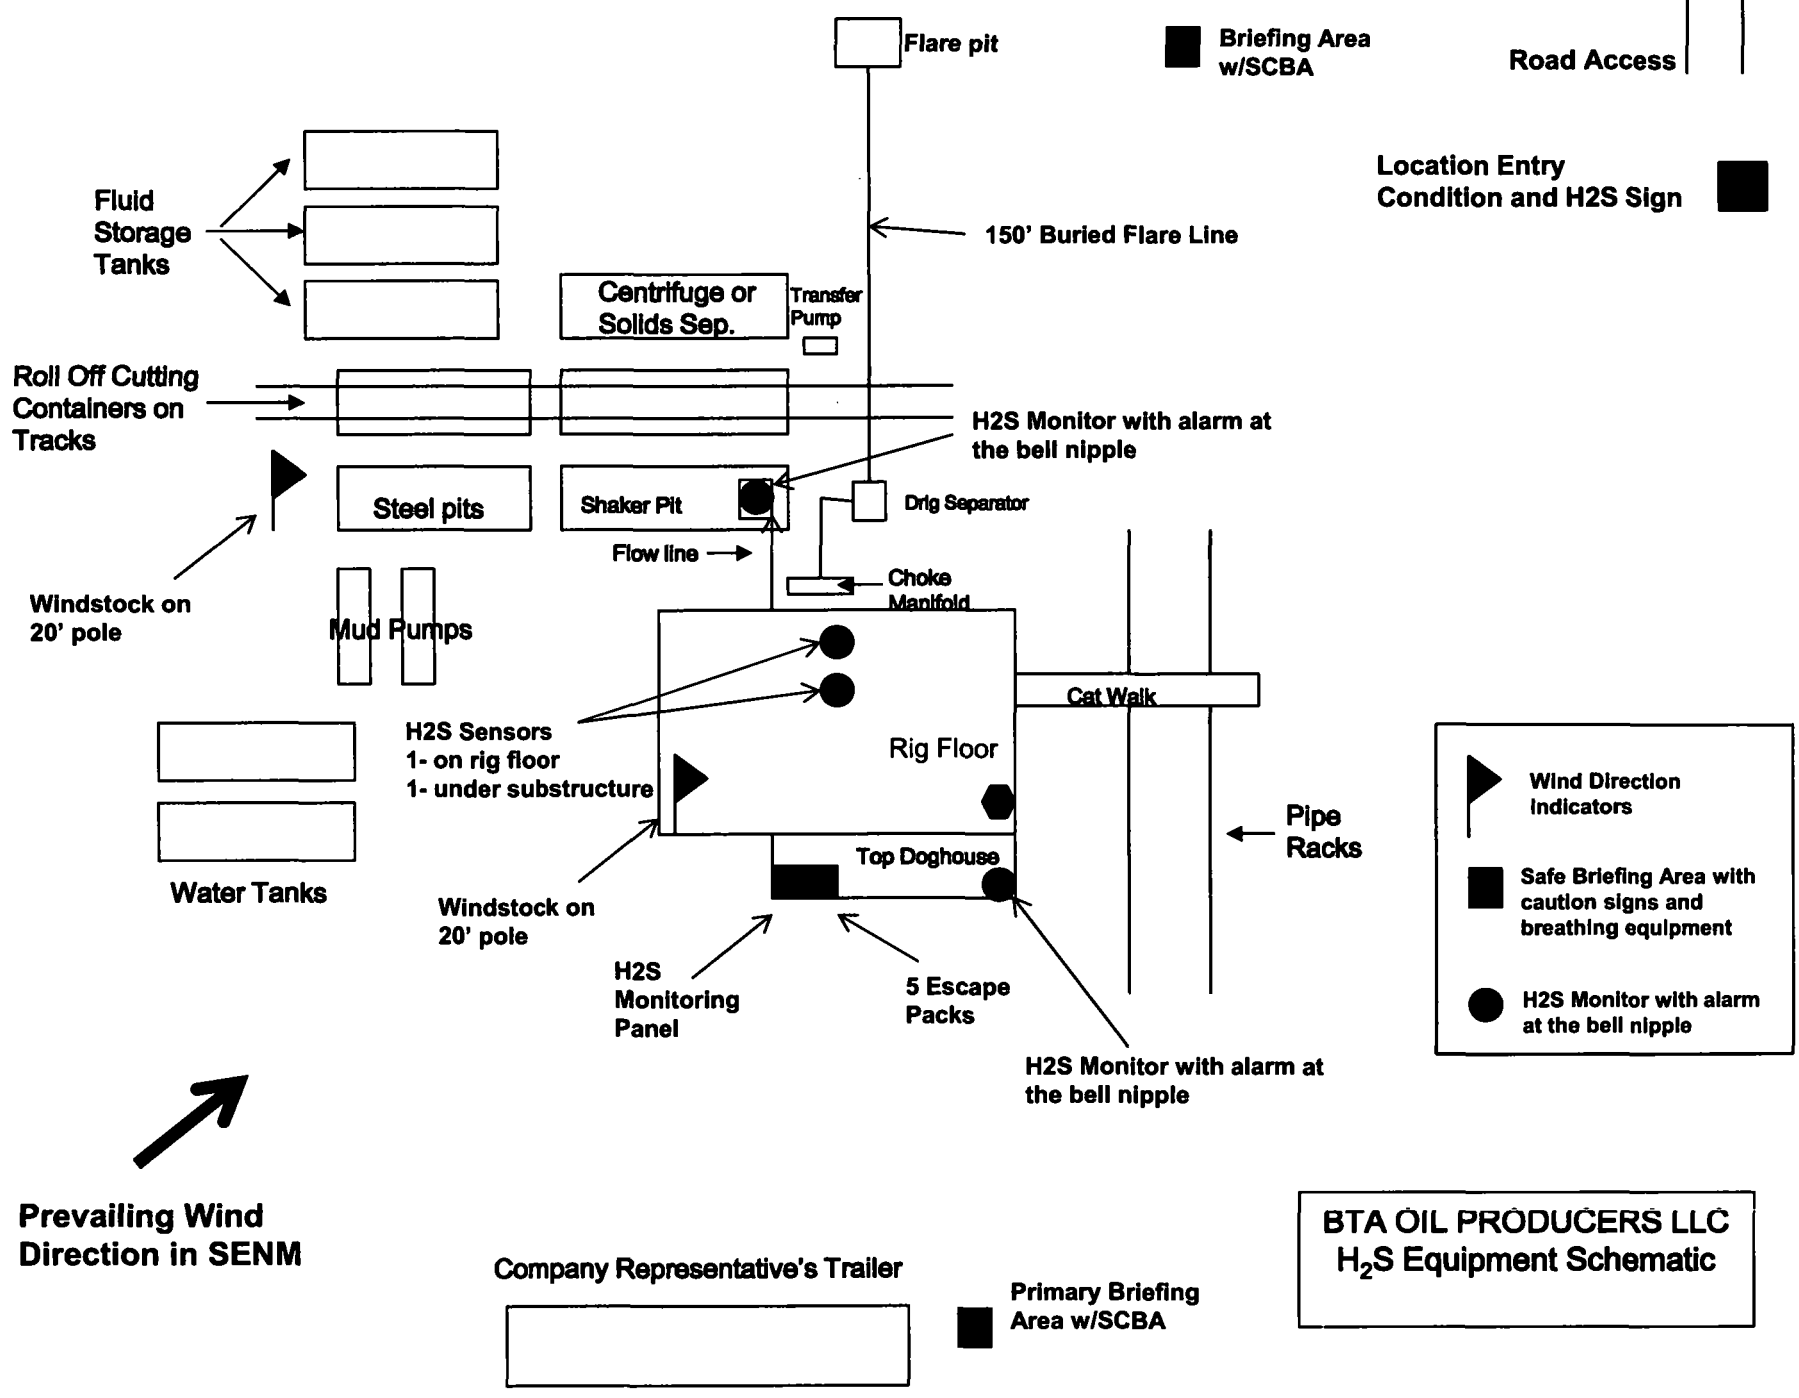 Flare pit
Briefing Area
w/SCBA
Road Access
Location Entry
Condition and H2S Sign
Fluid
Storage
Tanks
150' Buried Flare Line
Centrifuge or
Solids Sep.
Transfer
Pump
Roll Off Cutting
Containers on
Tracks
H2S Monitor with alarm at
the bell nipple
Steel pits
Shaker Pit
Drlg Separator
Flow line
Choke
Manifold
Windstock on
20' pole
Mud Pumps
Cat Walk
H2S Sensors
1- on rig floor
1- under substructure
Rig Floor
Wind Direction
Indicators
Pipe
Racks
Top Doghouse
Safe Briefing Area with
caution signs and
breathing equipment
Water Tanks
Windstock on
20' pole
H2S
Monitoring
Panel
5 Escape
Packs
H2S Monitor with alarm
at the bell nipple
H2S Monitor with alarm at
the bell nipple
Prevailing Wind
Direction in SENM
BTA OIL PRODUCERS LLC
H₂S Equipment Schematic
Company Representative's Trailer
Primary Briefing
Area w/SCBA